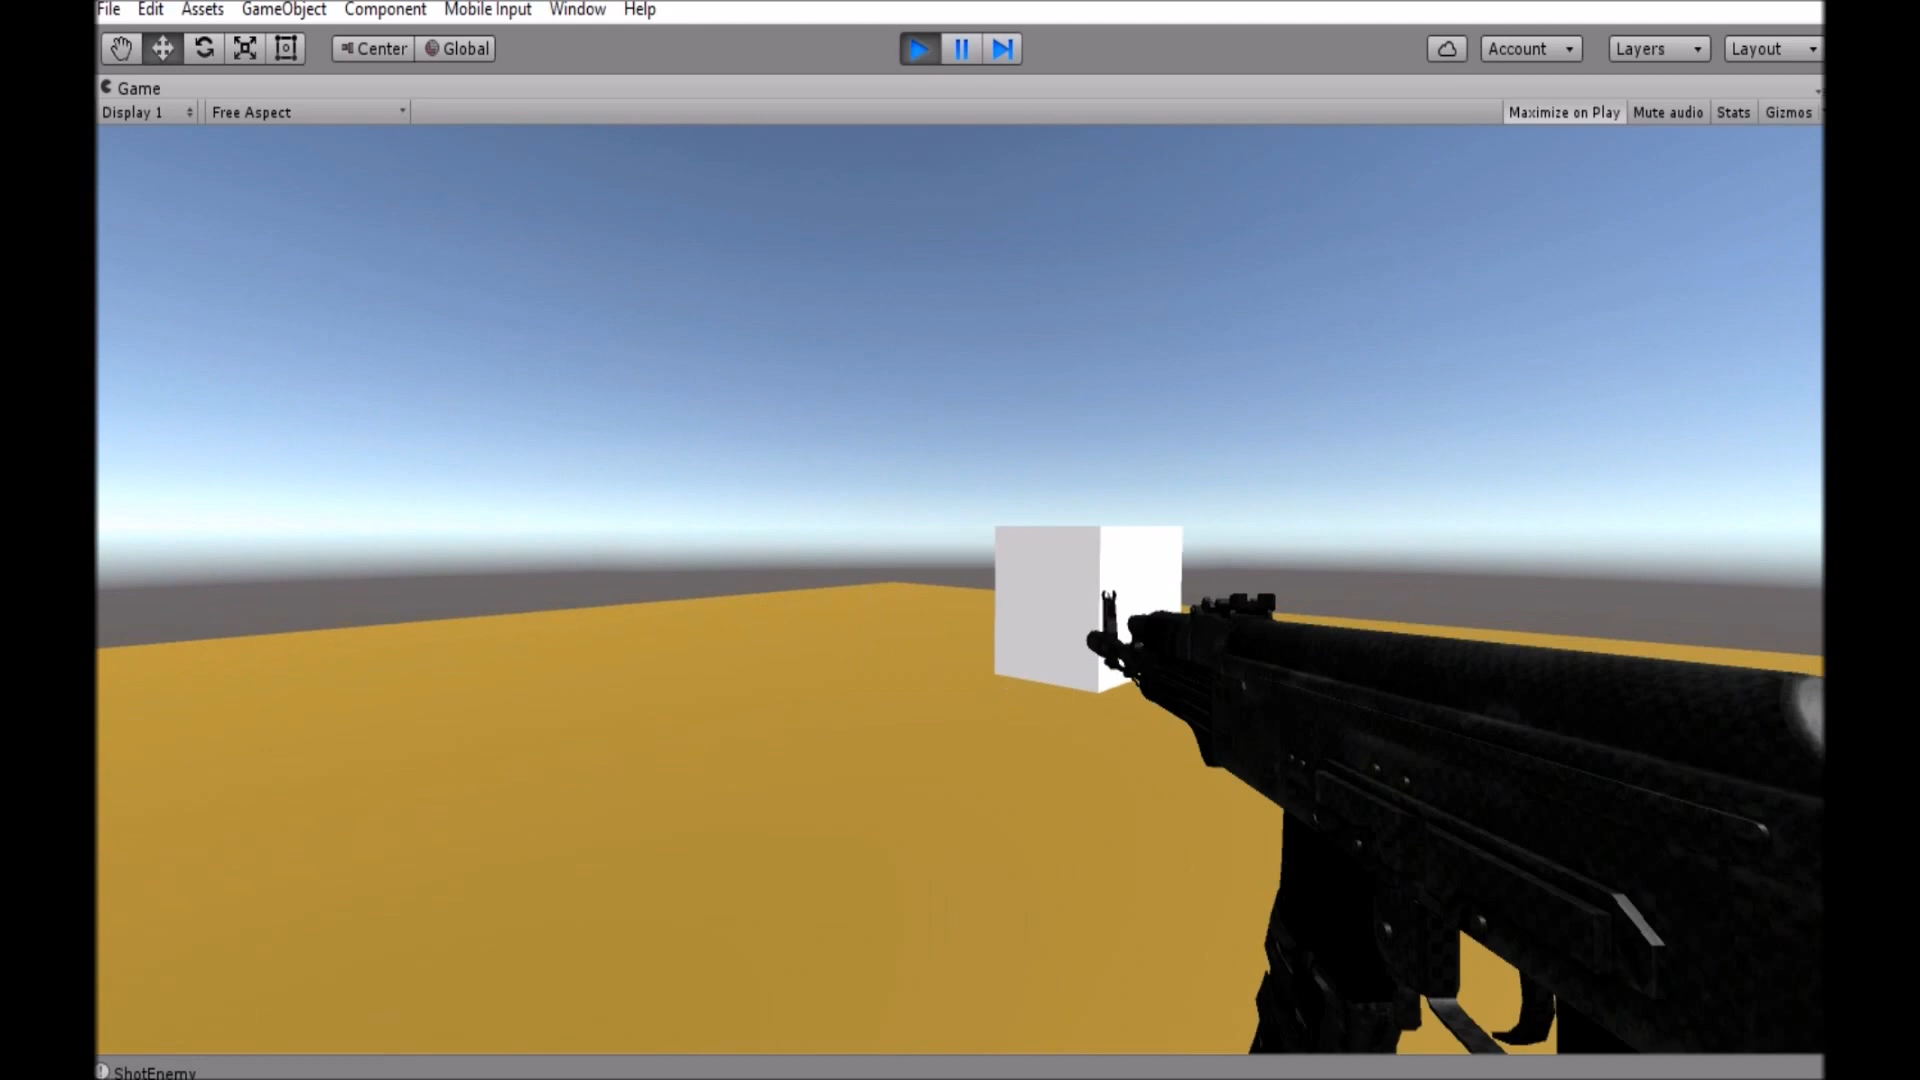 File Edit Assets GameObject Component Mobile Input Window Help
Center Global Account Layers Layout
Game
Display 1 Free Aspect Maximize on Play Mute audio Stats Gizmos
ShotEnemy